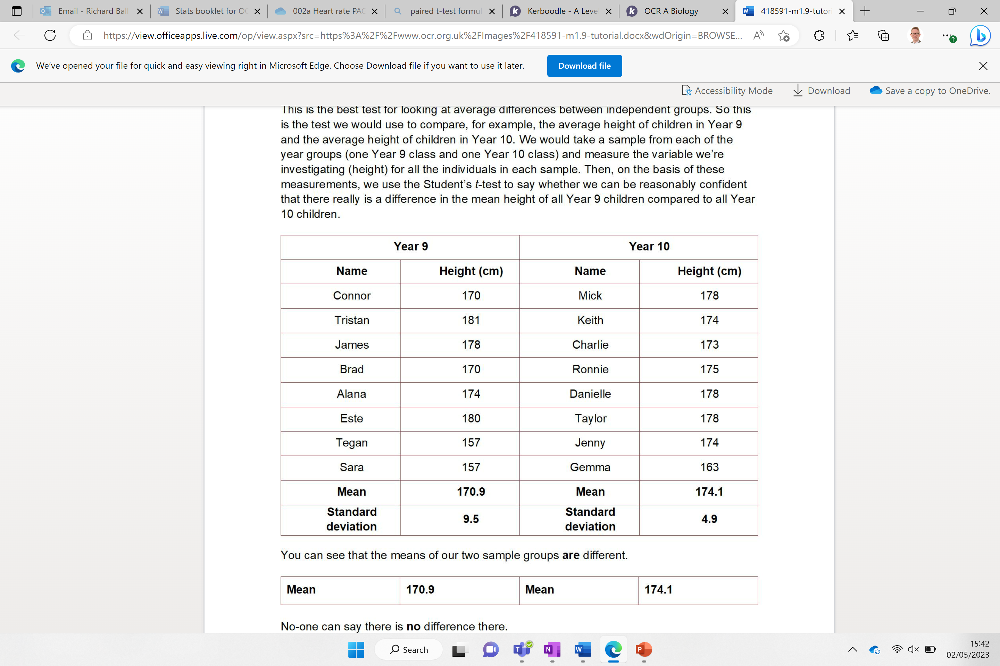 Email - Richard Ball
Stats booklet for OC
002a Heart rate PAG
paired t-test formul
Kerboodle - A Level
OCR A Biology
418591-m1.9-tutori
https://view.officeapps.live.com/op/view.aspx?src=https%3A%2F%2Fwww.ocr.org.uk%2FImages%2F418591-m1.9-tutorial.docx&wdOrigin=BROWSE...
We've opened your file for quick and easy viewing right in Microsoft Edge. Choose Download file if you want to use it later.
Download file
Accessibility Mode
Download
Save a copy to OneDrive.
This is the best test for looking at average differences between independent groups. So this
is the test we would use to compare, for example, the average height of children in Year 9
and the average height of children in Year 10. We would take a sample from each of the
year groups (one Year 9 class and one Year 10 class) and measure the variable we're
investigating (height) for all the individuals in each sample. Then, on the basis of these
measurements, we use the Student's t-test to say whether we can be reasonably confident
that there really is a difference in the mean height of all Year 9 children compared to all Year
10 children.
Year 9 Year 10
Name Height (cm) Name Height (cm)
Connor 170 Mick 178
Tristan 181 Keith 174
James 178 Charlie 173
Brad 170 Ronnie 175
Alana 174 Danielle 178
Este 180 Taylor 178
Tegan 157 Jenny 174
Sara 157 Gemma 163
Mean 170.9 Mean 174.1
Standard deviation 9.5 Standard deviation 4.9
You can see that the means of our two sample groups are different.
Mean 170.9 Mean 174.1
No-one can say there is no difference there.
Search
15:42
02/05/2023